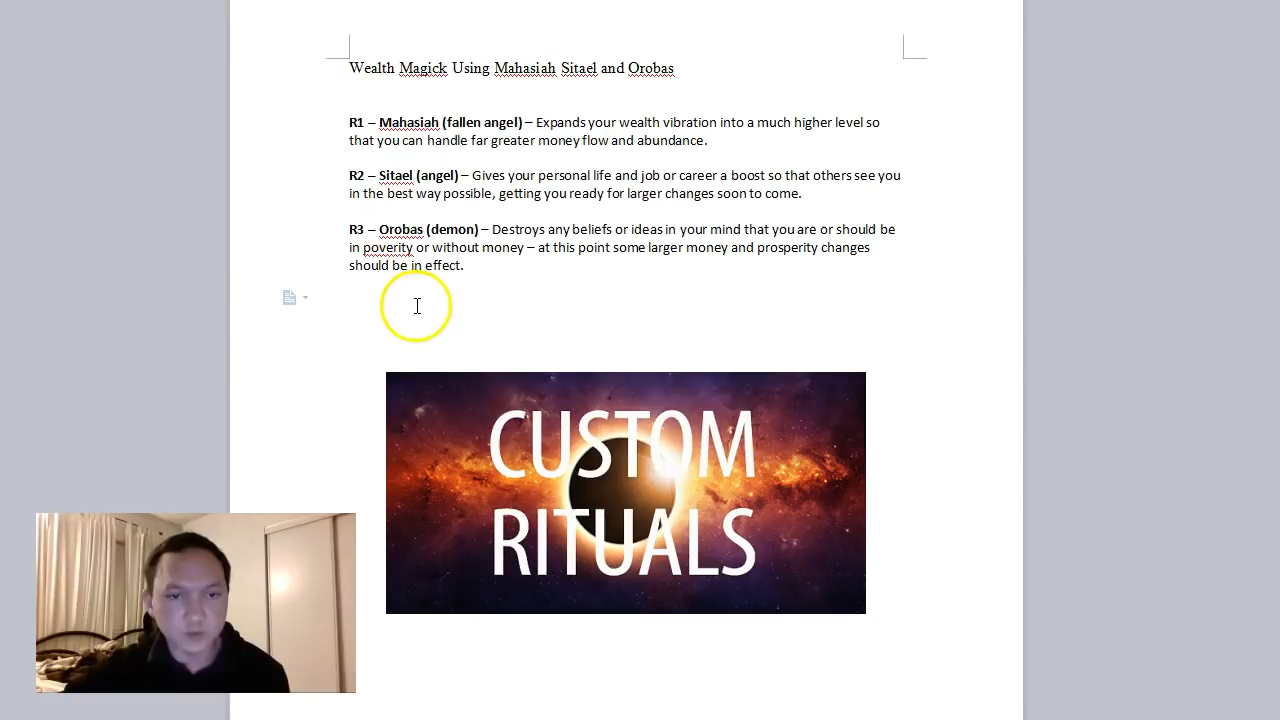 Wealth Magick Using Mahasiah Sitael and Orobas
R1 – Mahasiah (fallen angel) – Expands your wealth vibration into a much higher level so
that you can handle far greater money flow and abundance.
R2 – Sitael (angel) – Gives your personal life and job or career a boost so that others see you
in the best way possible, getting you ready for larger changes soon to come.
R3 – Orobas (demon) – Destroys any beliefs or ideas in your mind that you are or should be
in poverity or without money – at this point some larger money and prosperity changes
should be in effect.
CUSTOM
RITUALS